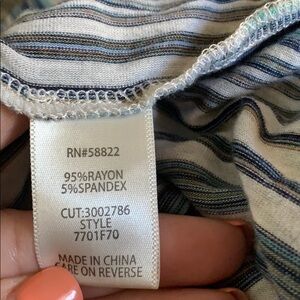 RN#58822
95%RAYON
5%SPANDEX
CUT:3002786
STYLE
7701F70
MADE IN CHINA
CARE ON REVERSE